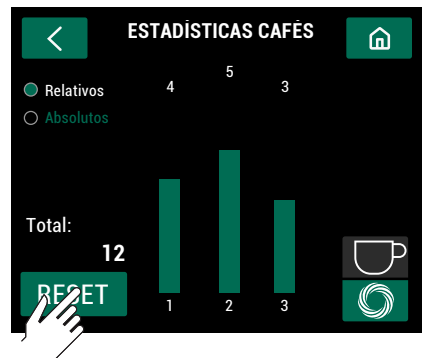 ESTADÍSTICAS CAFÉS
Relativos
Absolutos
4 5 3
Total:
12
RESET
1 2 3